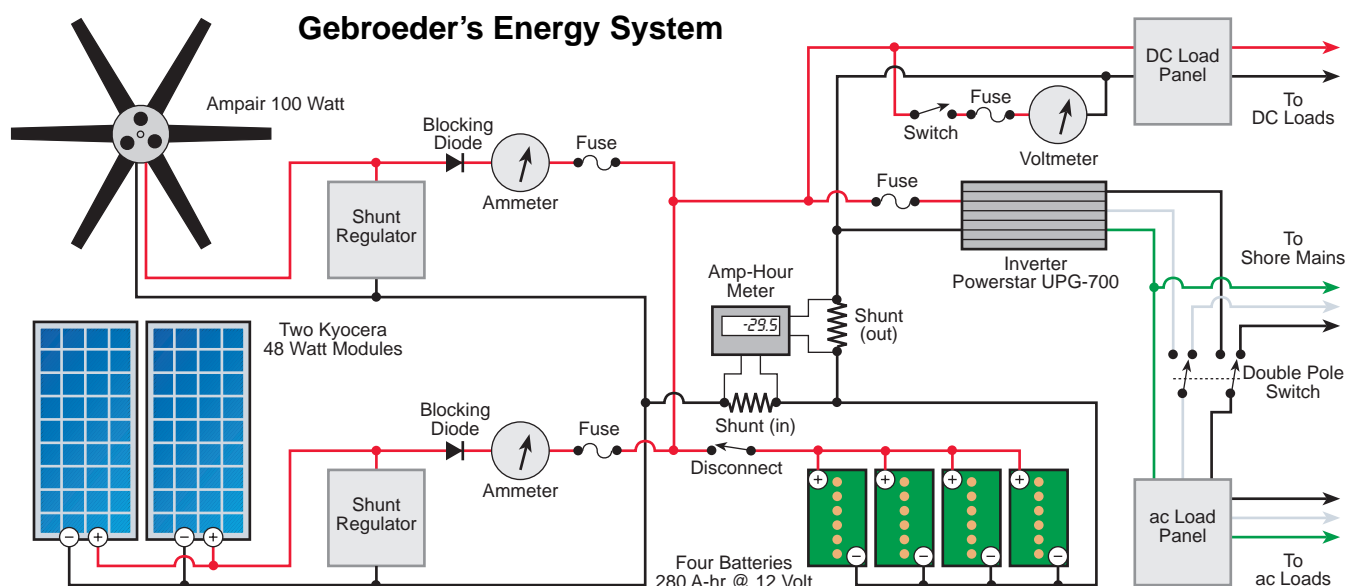 Gebroeder's Energy System
Ampair 100 Watt
Blocking
Diode
Ammeter
Fuse
Shunt
Regulator
DC Load
Panel
To
DC Loads
Switch
Fuse
Voltmeter
Fuse
Inverter
Powerstar UPG-700
To
Shore Mains
Amp-Hour
Meter
-29.5
Shunt
(out)
Shunt (in)
Double Pole
Switch
Two Kyocera
48 Watt Modules
Blocking
Diode
Ammeter
Fuse
Shunt
Regulator
Disconnect
+
+
+
+
−
−
−
−
−
+
−
+
Four Batteries
280 A-hr @ 12 Volt
ac Load
Panel
To
ac Loads